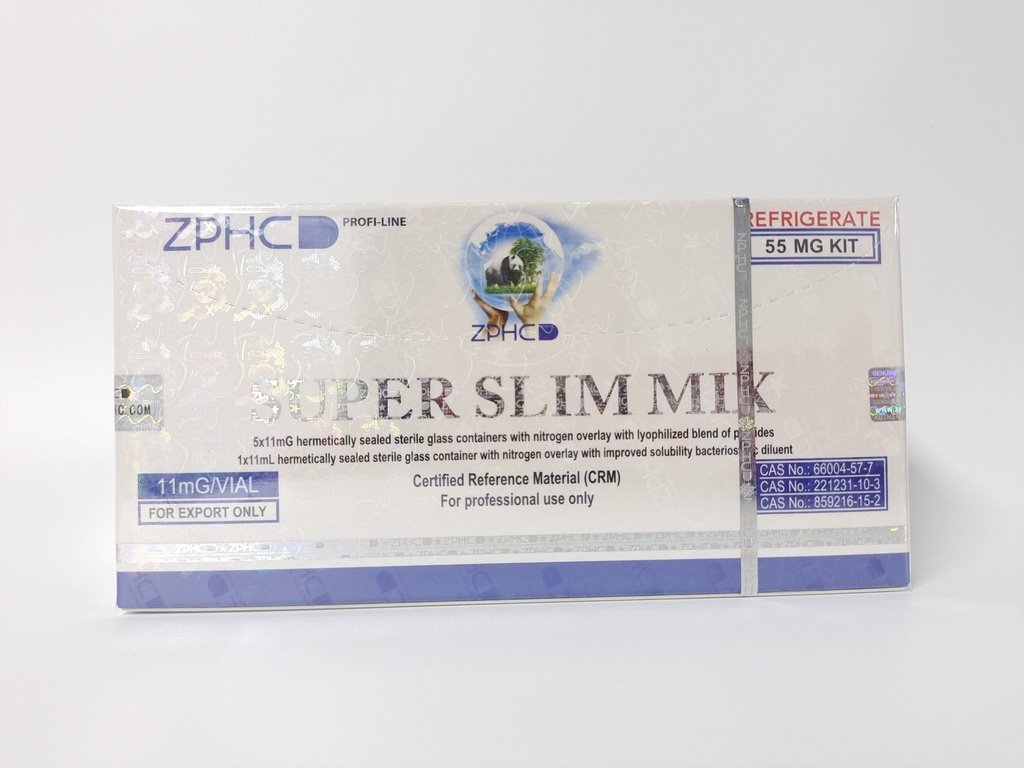 ZPHC PROFI-LINE
REFRIGERATE
55 MG KIT
ZPHC
SUPER SLIM MIX
5x11mG hermetically sealed sterile glass containers with nitrogen overlay with lyophilized blend of
1x11mL hermetically sealed sterile glass container with nitrogen overlay with improved solubility diluent
Certified Reference Material (CRM)
For professional use only
11mG/VIAL
FOR EXPORT ONLY
CAS No.: 66004-57-7
CAS No.: 221231-10-3
CAS No.: 859216-15-2
C.COM
ZPHC ★ ZPHC